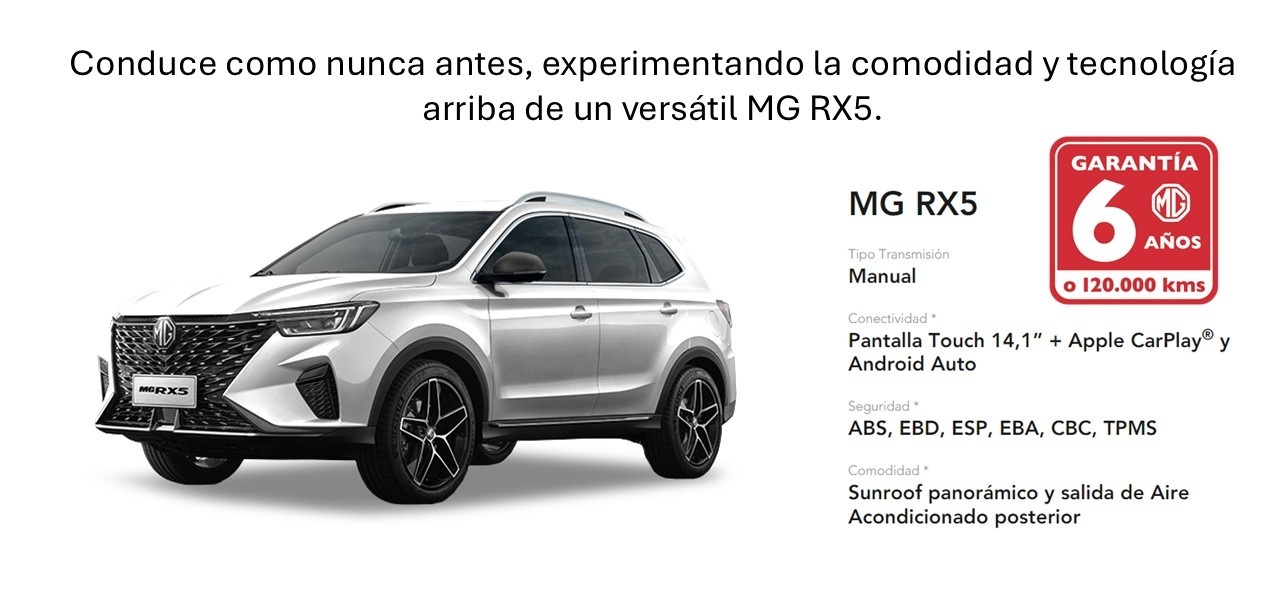 Conduce como nunca antes, experimentando la comodidad y tecnología
arriba de un versátil MG RX5.
GARANTÍA
6
MG
AÑOS
o 120.000 kms
MG RX5
Tipo Transmisión
Manual
Conectividad *
Pantalla Touch 14,1” + Apple CarPlay® y
Android Auto
Seguridad *
ABS, EBD, ESP, EBA, CBC, TPMS
Comodidad *
Sunroof panorámico y salida de Aire
Acondicionado posterior
MG
MG RX5